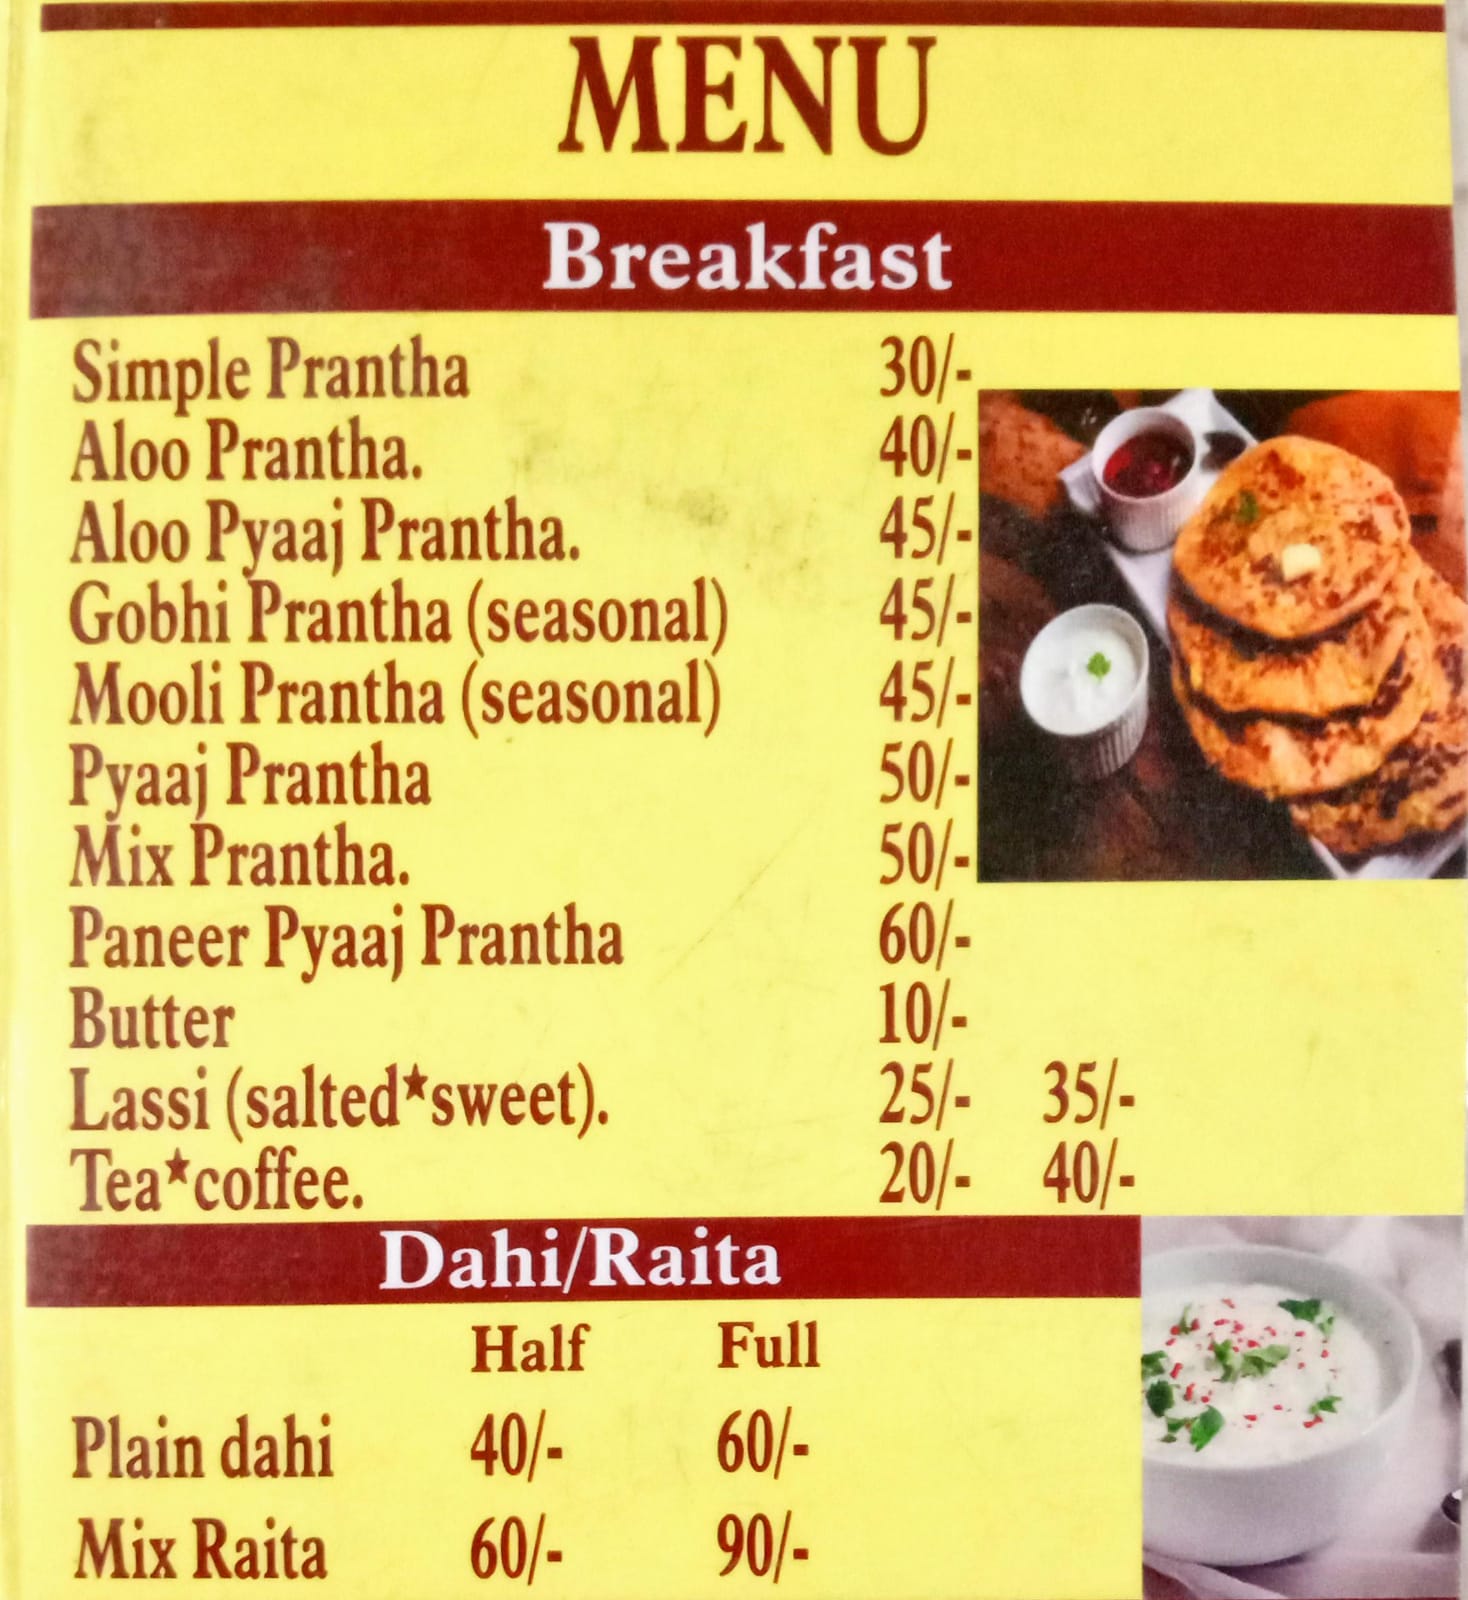 MENU
Breakfast
Simple Prantha 30/-
Aloo Prantha. 40/-
Aloo Pyaaj Prantha. 45/-
Gobhi Prantha (seasonal) 45/-
Mooli Prantha (seasonal) 45/-
Pyaaj Prantha 50/-
Mix Prantha. 50/-
Paneer Pyaaj Prantha 60/-
Butter 10/-
Lassi (salted*sweet). 25/- 35/-
Tea*coffee. 20/- 40/-
Dahi/Raita
Half Full
Plain dahi 40/- 60/-
Mix Raita 60/- 90/-